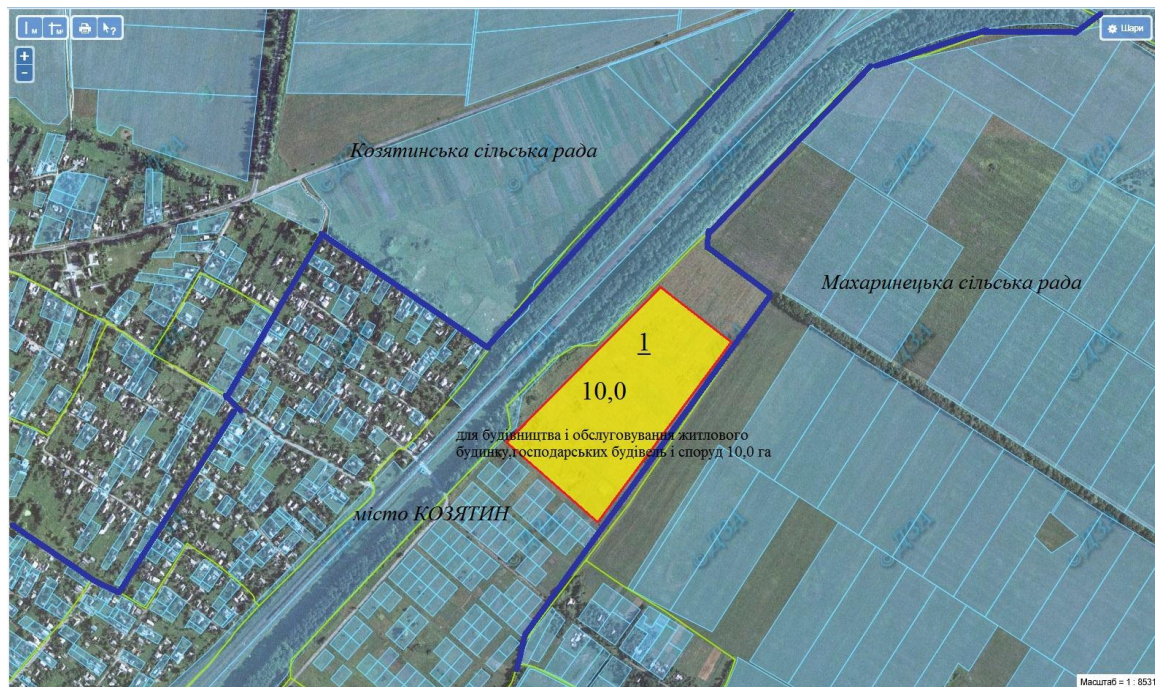 Шари
Козятинська сільська рада
Махаринецька сільська рада
1
10,0
для будівництва і обслуговування житлового
будинку,господарських будівель і споруд 10,0 га
місто КОЗЯТИН
© ДЗА
Масштаб = 1 : 8531